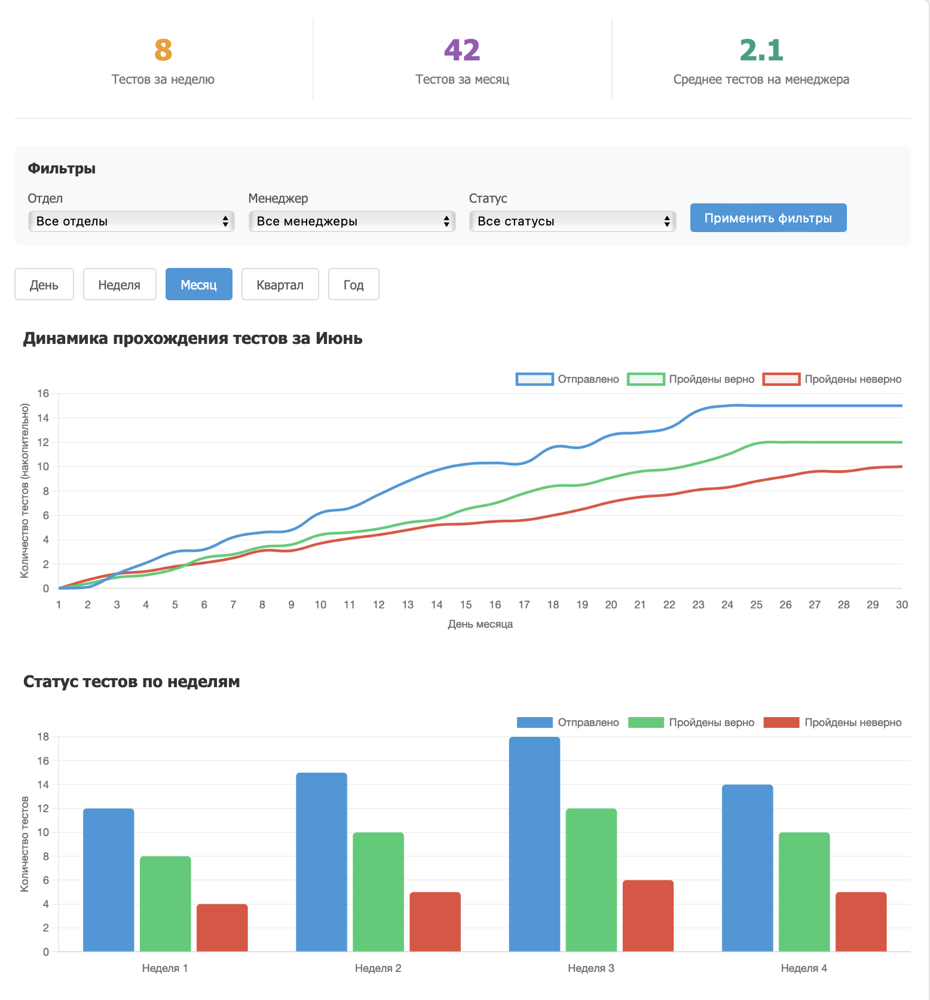 8
Тестов за неделю
42
Тестов за месяц
2.1
Среднее тестов на менеджера
Фильтры
Отдел
Все отделы
Менеджер
Все менеджеры
Статус
Все статусы
Применить фильтры
День
Неделя
Месяц
Квартал
Год
Динамика прохождения тестов за Июнь
Отправлено
Пройдены верно
Пройдены неверно
Количество тестов (накопительно)
16
14
12
10
8
6
4
2
0
1 2 3 4 5 6 7 8 9 10 11 12 13 14 15 16 17 18 19 20 21 22 23 24 25 26 27 28 29 30
День месяца
Статус тестов по неделям
Отправлено
Пройдены верно
Пройдены неверно
Количество тестов
18
16
14
12
10
8
6
4
2
0
Неделя 1
Неделя 2
Неделя 3
Неделя 4